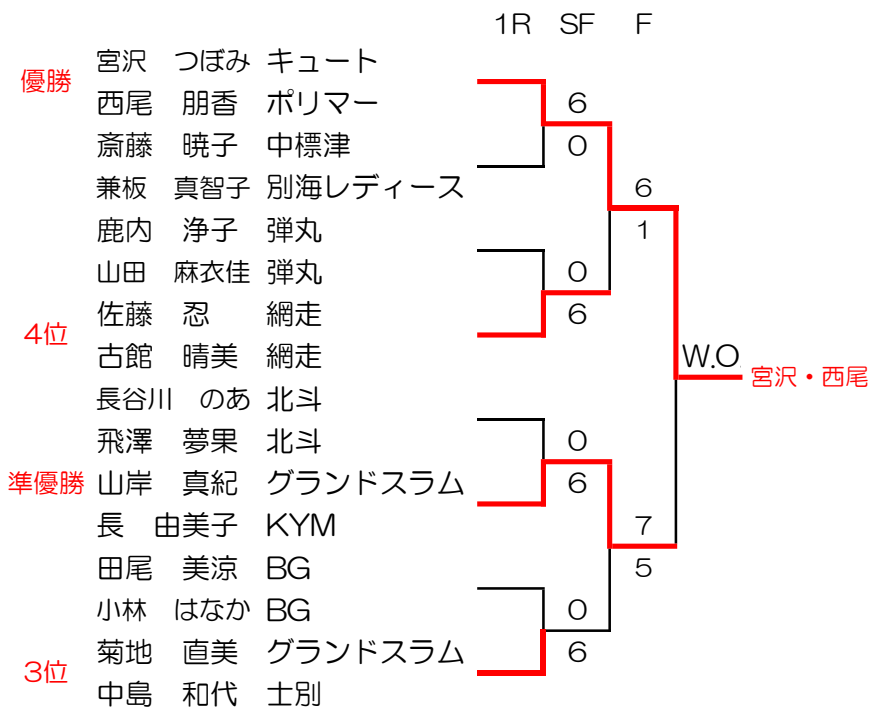 1R SF F
宮沢 つぼみ キュート
優勝
西尾 朋香 ポリマー
6
斎藤 暁子 中標津
0
兼板 真智子 別海レディース
6
鹿内 浄子 弾丸
1
山田 麻衣佳 弾丸
0
佐藤 忍 網走
6
4位
古館 晴美 網走
W.O
宮沢・西尾
長谷川 のあ 北斗
飛澤 夢果 北斗
0
準優勝 山岸 真紀 グランドスラム
6
長 由美子 KYM
7
田尾 美涼 BG
5
小林 はなか BG
0
菊地 直美 グランドスラム
6
3位
中島 和代 士別